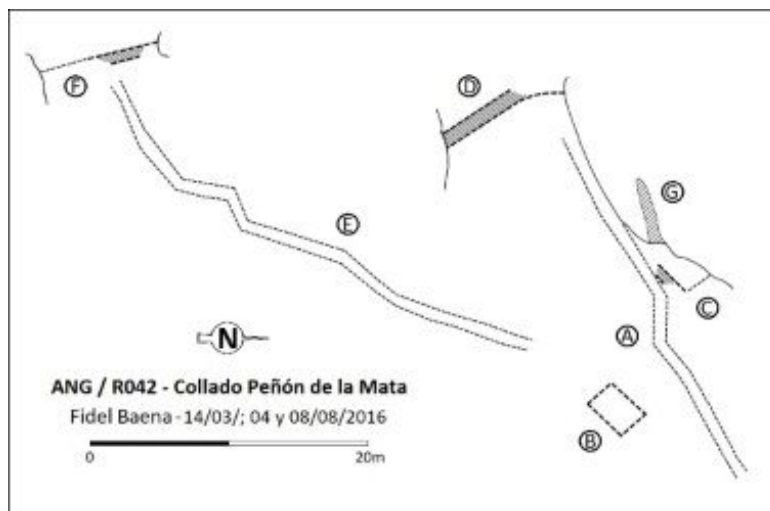 F
D
G
E
C
A
N
ANG / R042 - Collado Peñón de la Mata
Fidel Baena - 14/03/; 04 y 08/08/2016
B
0 20m